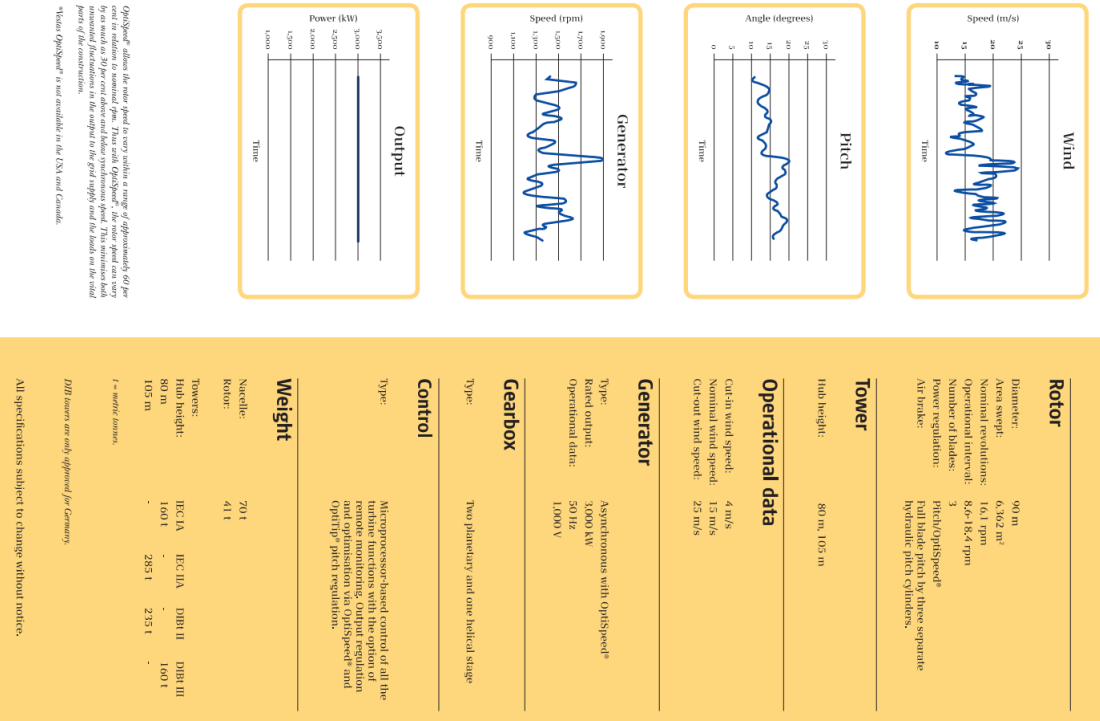 Wind
Speed (m/s)
30
25
20
15
10
Time
Pitch
Angle (degrees)
30
25
20
15
10
5
0
Time
Generator
Speed (rpm)
1,900
1,700
1,500
1,300
1,100
900
Time
Output
Power (kW)
3,500
3,000
2,500
2,000
1,500
1,000
Time
OptiSpeed® allows the rotor speed to vary within a range of approximately 60 per
cent in relation to nominal rpm. Thus with OptiSpeed®, the rotor speed can vary
by as much as 30 per cent above and below synchronous speed. This minimises both
unwanted fluctuations in the output to the grid supply and the loads on the vital
parts of the construction.
*Vestas OptiSpeed® is not available in the USA and Canada.
Rotor
Diameter: 90 m
Area swept: 6,362 m²
Nominal revolutions: 16.1 rpm
Operational interval: 8.6-18.4 rpm
Number of blades: 3
Power regulation: Pitch/OptiSpeed®
Air brake: Full blade pitch by three separate
hydraulic pitch cylinders.
Tower
Hub height: 80 m, 105 m
Operational data
Cut-in wind speed: 4 m/s
Nominal wind speed: 15 m/s
Cut-out wind speed: 25 m/s
Generator
Type: Asynchronous with OptiSpeed®
Rated output: 3,000 kW
Operational data: 50 Hz
1,000 V
Gearbox
Type: Two planetary and one helical stage
Control
Type: Microprocessor-based control of all the
turbine functions with the option of
remote monitoring. Output regulation
and optimisation via OptiSpeed® and
OptiTip® pitch regulation.
Weight
Nacelle: 70 t
Rotor: 41 t
Towers:
Hub height: IEC IA IEC IIA DIBt II DIBt III
80 m 160 t - - 160 t
105 m - 285 t 235 t -
t = metric tonnes.
DIBt towers are only approved for Germany.
All specifications subject to change without notice.